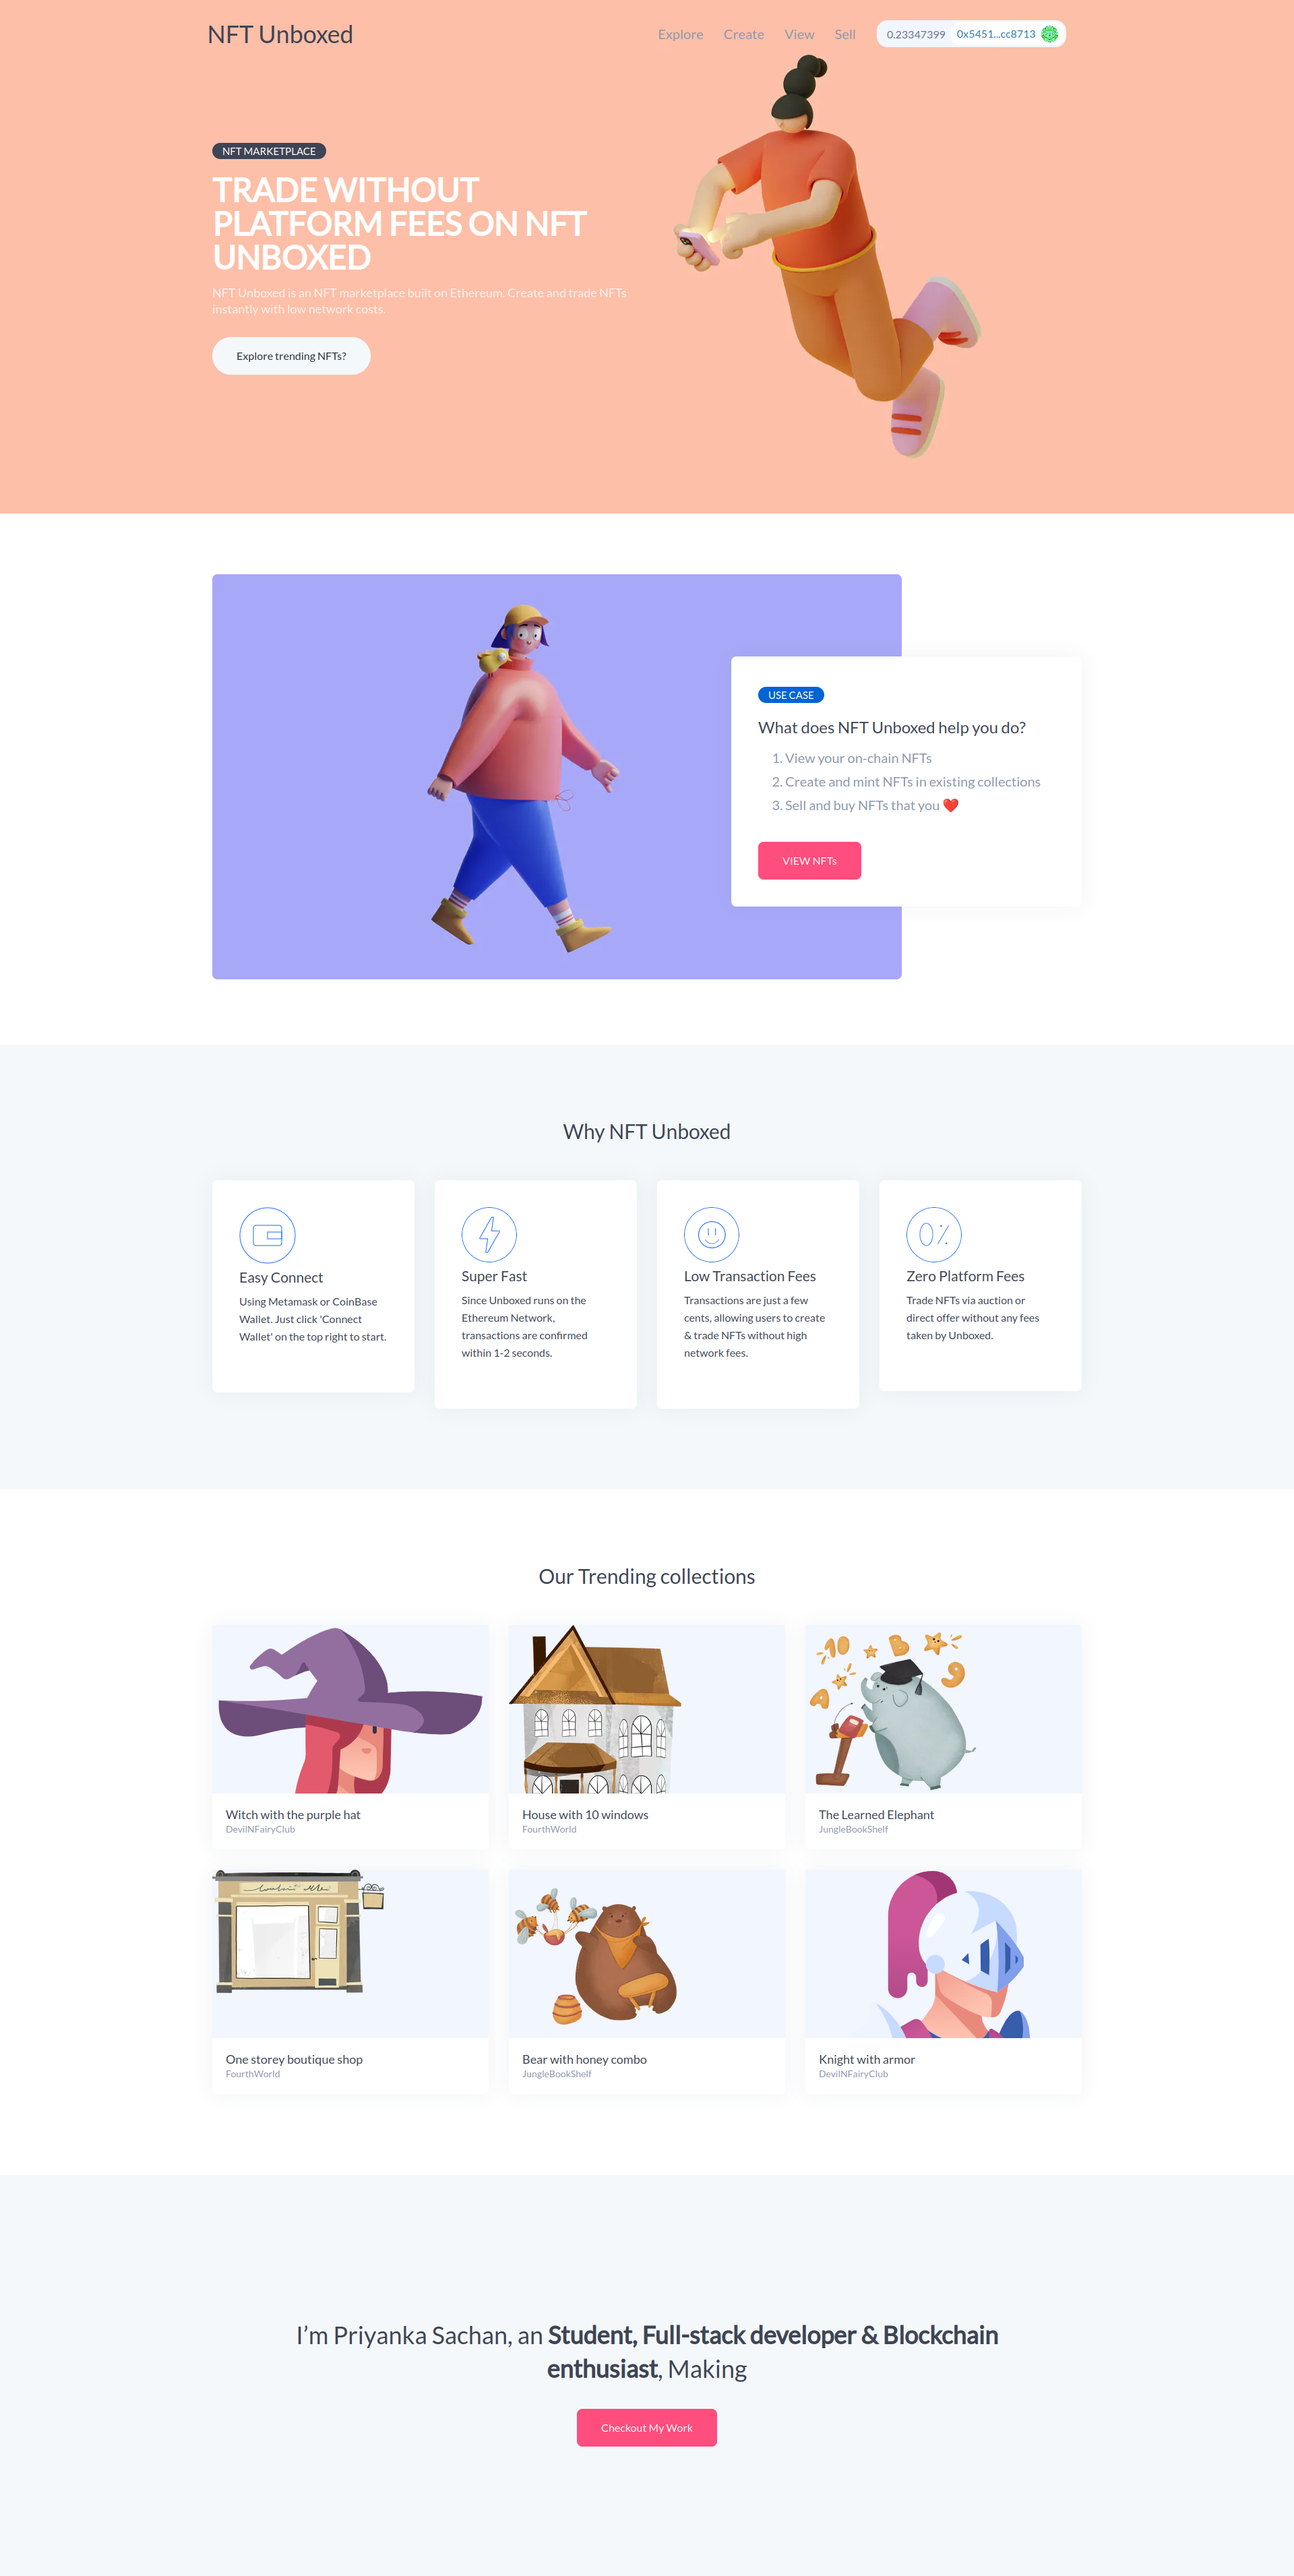 NFT Unboxed
Explore Create View Sell 0.23347399 0x5451...cc8713
NFT MARKETPLACE
TRADE WITHOUT
PLATFORM FEES ON NFT
UNBOXED
NFT Unboxed is an NFT marketplace built on Ethereum. Create and trade NFTs
instantly with low network costs.
Explore trending NFTs?
USE CASE
What does NFT Unboxed help you do?
1. View your on-chain NFTs
2. Create and mint NFTs in existing collections
3. Sell and buy NFTs that you ❤️
VIEW NFTs
Why NFT Unboxed
Easy Connect
Using Metamask or CoinBase
Wallet. Just click 'Connect
Wallet' on the top right to start.
Super Fast
Since Unboxed runs on the
Ethereum Network,
transactions are confirmed
within 1-2 seconds.
Low Transaction Fees
Transactions are just a few
cents, allowing users to create
& trade NFTs without high
network fees.
0%
Zero Platform Fees
Trade NFTs via auction or
direct offer without any fees
taken by Unboxed.
Our Trending collections
Witch with the purple hat
DevilNFairyClub
House with 10 windows
FourthWorld
A 10 B 9
The Learned Elephant
JungleBookShelf
One storey boutique shop
FourthWorld
Bear with honey combo
JungleBookShelf
Knight with armor
DevilNFairyClub
I’m Priyanka Sachan, an Student, Full-stack developer & Blockchain
enthusiast, Making
Checkout My Work